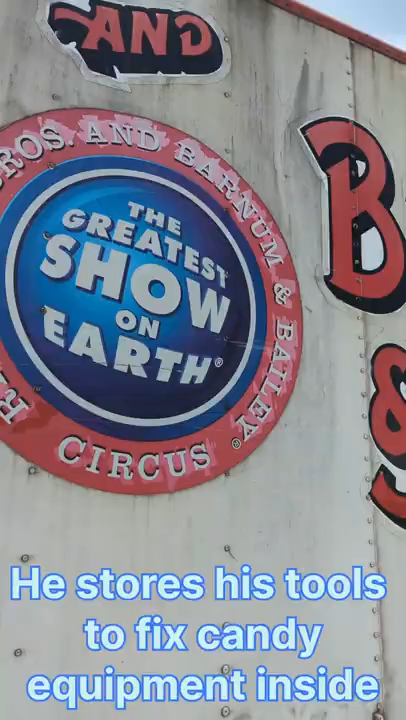 AND
ROS. AND BARNUM & BAILEY®
THE
GREATEST
SHOW
ON
EARTH®
CIRCUS
B
&
He stores his tools
to fix candy
equipment inside